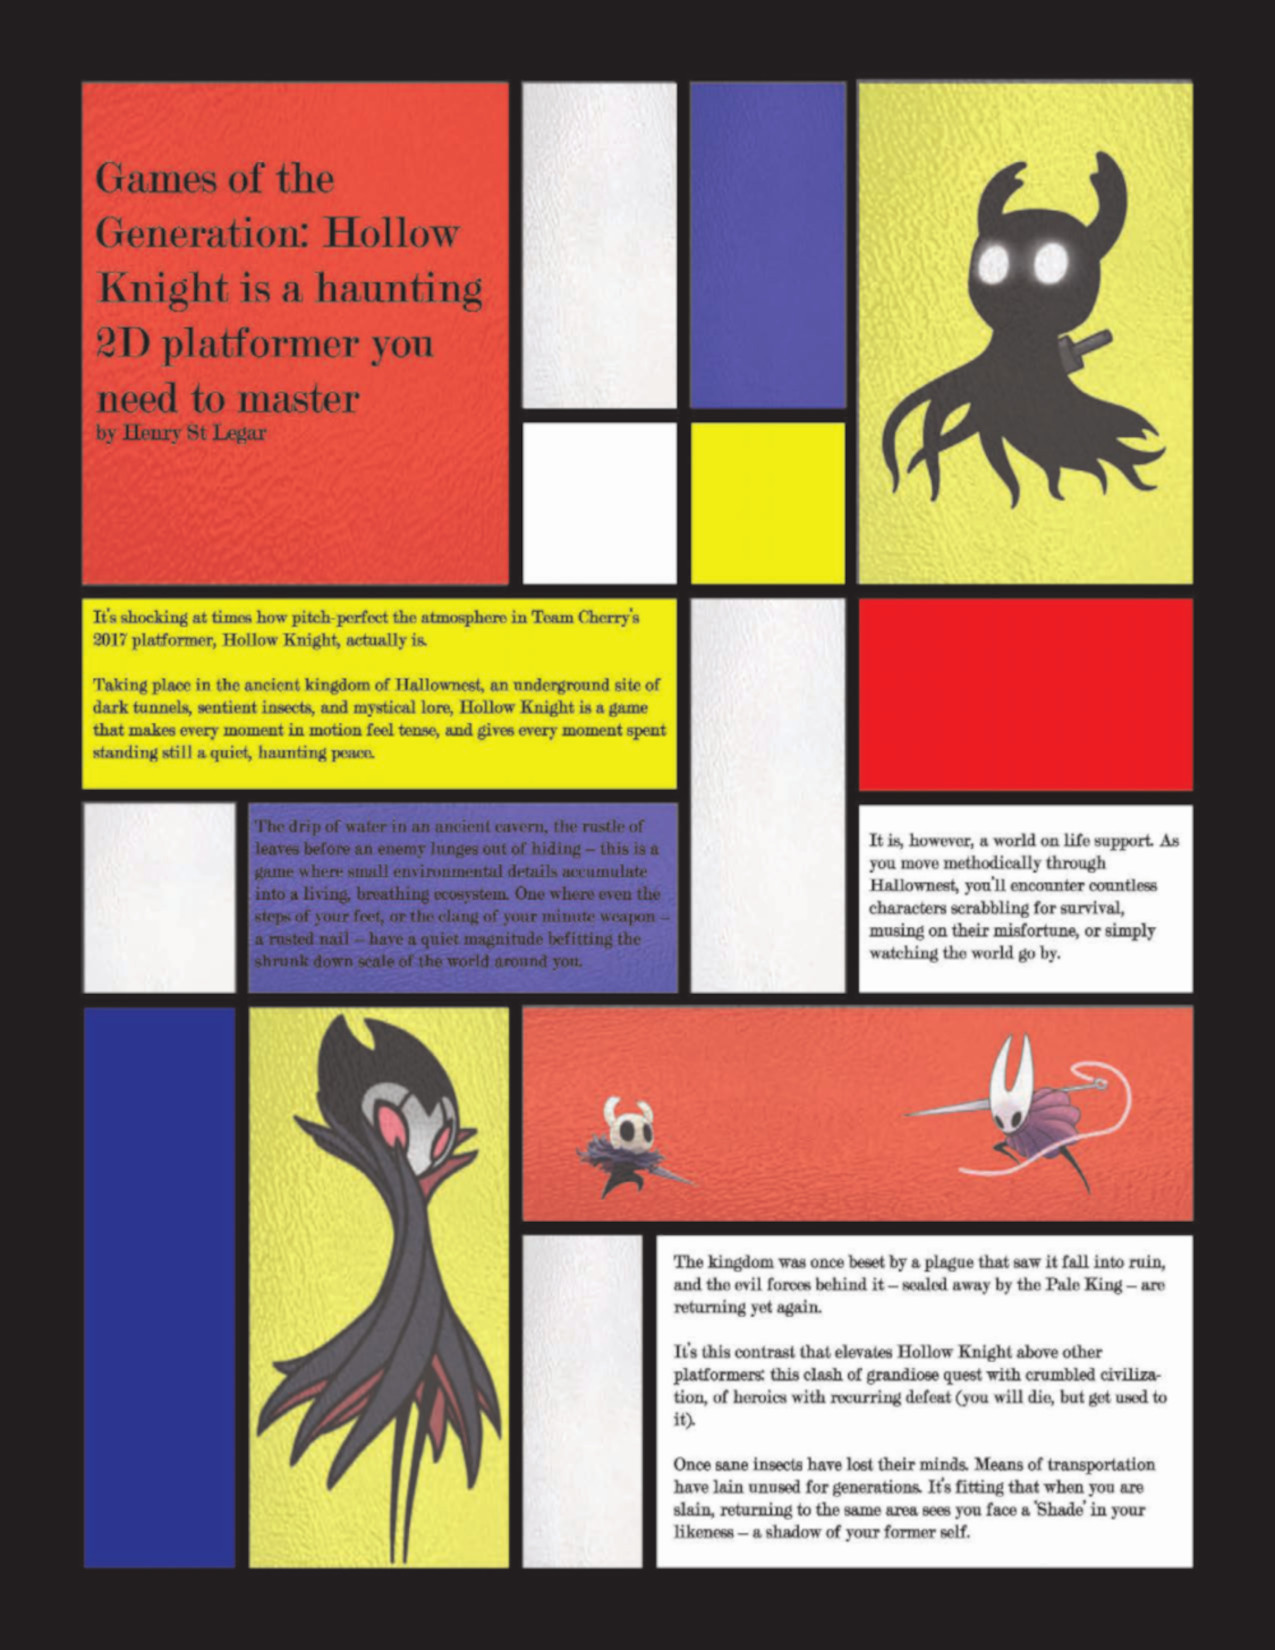 Games of the
Generation: Hollow
Knight is a haunting
2D platformer you
need to master
by Henry St Legar
It's shocking at times how pitch-perfect the atmosphere in Team Cherry's
2017 platformer, Hollow Knight, actually is.
Taking place in the ancient kingdom of Hallownest, an underground site of
dark tunnels, sentient insects, and mystical lore, Hollow Knight is a game
that makes every moment in motion feel tense, and gives every moment spent
standing still a quiet, haunting peace.
The drip of water in an ancient cavern, the rustle of
leaves before an enemy lunges out of hiding – this is a
game where small environmental details accumulate
into a living, breathing ecosystem. One where even the
steps of your feet, or the clang of your minute weapon –
a rusted nail – have a quiet magnitude befitting the
shrunk down scale of the world around you.
It is, however, a world on life support. As
you move methodically through
Hallownest, you'll encounter countless
characters scrabbling for survival,
musing on their misfortune, or simply
watching the world go by.
The kingdom was once beset by a plague that saw it fall into ruin,
and the evil forces behind it – sealed away by the Pale King – are
returning yet again.
It's this contrast that elevates Hollow Knight above other
platformers: this clash of grandiose quest with crumbled civiliza-
tion, of heroics with recurring defeat (you will die, but get used to
it).
Once sane insects have lost their minds. Means of transportation
have lain unused for generations. It's fitting that when you are
slain, returning to the same area sees you face a 'Shade' in your
likeness – a shadow of your former self.